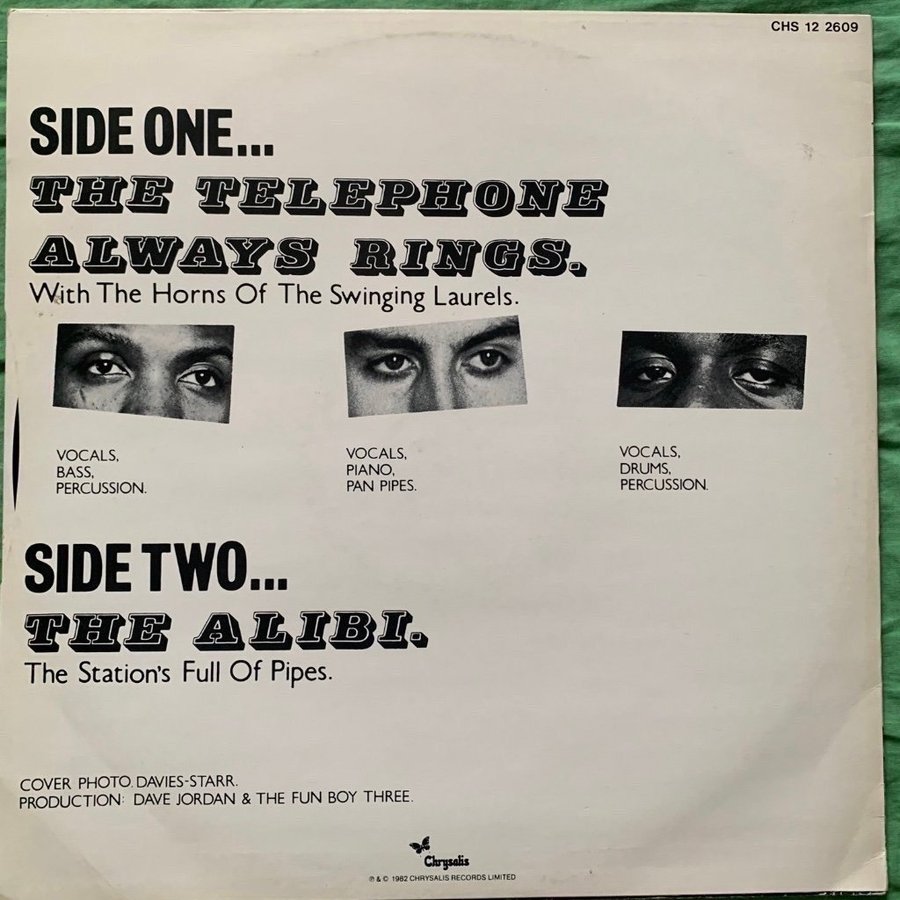 CHS 12 2609
SIDE ONE...
THE TELEPHONE
ALWAYS RINGS.
With The Horns Of The Swinging Laurels.
VOCALS,
BASS,
PERCUSSION.
VOCALS,
PIANO,
PAN PIPES.
VOCALS,
DRUMS,
PERCUSSION.
SIDE TWO...
THE ALIBI.
The Station's Full Of Pipes.
COVER PHOTO. DAVIES-STARR.
PRODUCTION: DAVE JORDAN & THE FUN BOY THREE.
Chrysalis
℗ & © 1982 CHRYSALIS RECORDS LIMITED